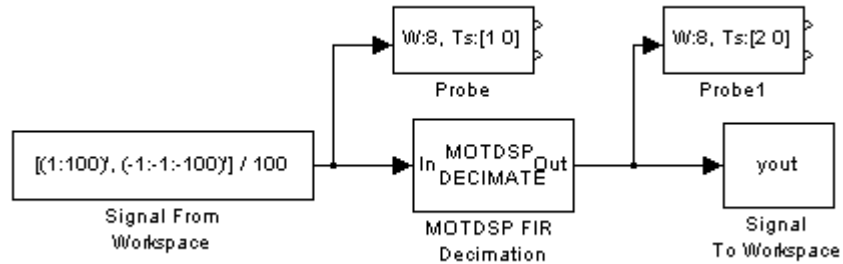 W:8, Ts:[1 0]
Probe
W:8, Ts:[2 0]
Probe1
[(1:100)', (-1:-1:-100)'] / 100
Signal From
Workspace
In
MOTDSP
DECIMATE
Out
MOTDSP FIR
Decimation
yout
Signal
To Workspace